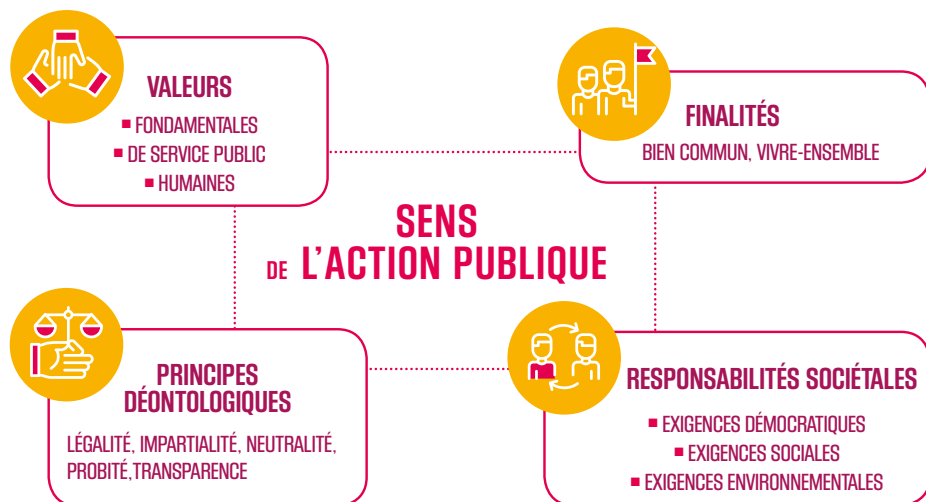 VALEURS
■ FONDAMENTALES
■ DE SERVICE PUBLIC
■ HUMAINES
FINALITÉS
BIEN COMMUN, VIVRE-ENSEMBLE
SENS
DE L'ACTION PUBLIQUE
PRINCIPES
DÉONTOLOGIQUES
LÉGALITÉ, IMPARTIALITÉ, NEUTRALITÉ,
PROBITÉ,TRANSPARENCE
RESPONSABILITÉS SOCIÉTALES
■ EXIGENCES DÉMOCRATIQUES
■ EXIGENCES SOCIALES
■ EXIGENCES ENVIRONNEMENTALES